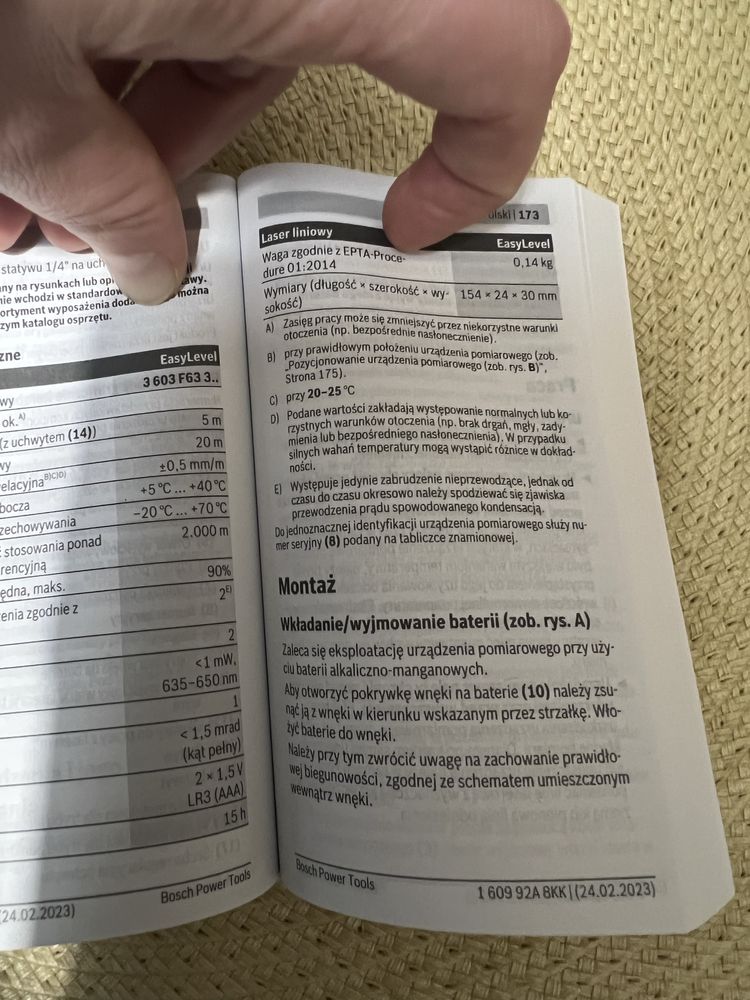 statywu 1/4" na
any na rysunkach lub
nie wchodzi w standardow można
ortyment wyposażenia
zym katalogu osprzętu.
zne
EasyLevel
3 603 F63 3..
wy
ok.A)
5 m
(z uchwytem (14))
20 m
wy
±0,5 mm/m
elacyjnaB)C)D)
+5 °C ... +40 °C
bocza
−20 °C ... +70 °C
zechowywania
2.000 m
stosowania ponad
rencyjną
90%
ędna, maks.
2E)
enia zgodnie z
2
<1 mW,
635–650 nm
1
< 1,5 mrad
(kąt pełny)
2 × 1,5 V
LR3 (AAA)
15 h
Bosch Power Tools
(24.02.2023)
olski | 173
Laser liniowy EasyLevel
Waga zgodnie z EPTA-Proce- 0,14 kg
dure 01:2014
Wymiary (długość × szerokość × wy- 154 × 24 × 30 mm
sokość)
A) Zasięg pracy może się zmniejszyć przez niekorzystne warunki
otoczenia (np. bezpośrednie nasłonecznienie).
B) przy prawidłowym położeniu urządzenia pomiarowego (zob.
„Pozycjonowanie urządzenia pomiarowego (zob. rys. B)",
Strona 175).
C) przy 20–25 °C
D) Podane wartości zakładają występowanie normalnych lub ko-
rzystnych warunków otoczenia (np. brak drgań, mgły, zady-
mienia lub bezpośredniego nasłonecznienia). W przypadku
silnych wahań temperatury mogą wystąpić różnice w dokład-
ności.
E) Występuje jedynie zabrudzenie nieprzewodzące, jednak od
czasu do czasu okresowo należy spodziewać się zjawiska
przewodzenia prądu spowodowanego kondensacją.
Do jednoznacznej identyfikacji urządzenia pomiarowego służy nu-
mer seryjny (8) podany na tabliczce znamionowej.
Montaż
Wkładanie/wyjmowanie baterii (zob. rys. A)
Zaleca się eksploatację urządzenia pomiarowego przy uży-
ciu baterii alkaliczno-manganowych.
Aby otworzyć pokrywkę wnęki na baterie (10) należy zsu-
nąć ją z wnęki w kierunku wskazanym przez strzałkę. Wło-
żyć baterie do wnęki.
Należy przy tym zwrócić uwagę na zachowanie prawidło-
wej biegunowości, zgodnej ze schematem umieszczonym
wewnątrz wnęki.
Bosch Power Tools
1 609 92A 8KK | (24.02.2023)